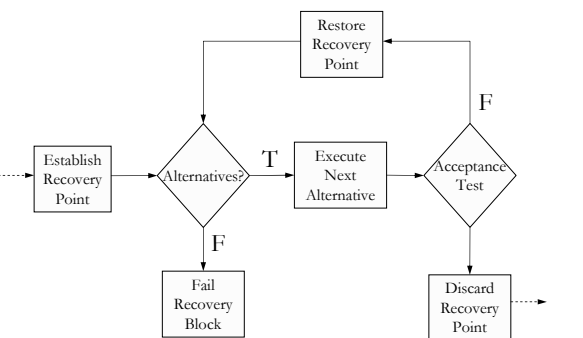 Restore
Recovery
Point
F
Establish
Recovery
Point
Alternatives?
T
Execute
Next
Alternative
Acceptance
Test
F
Fail
Recovery
Block
Discard
Recovery
Point